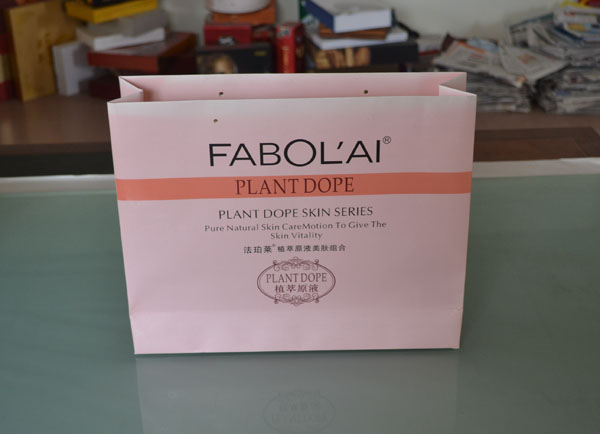 FABOL'AI®
PLANT DOPE
PLANT DOPE SKIN SERIES
Pure Natural Skin CareMotion To Give The
Skin Vitality
法珀莱®植萃原液美肤组合
PLANT DOPE
植萃原液